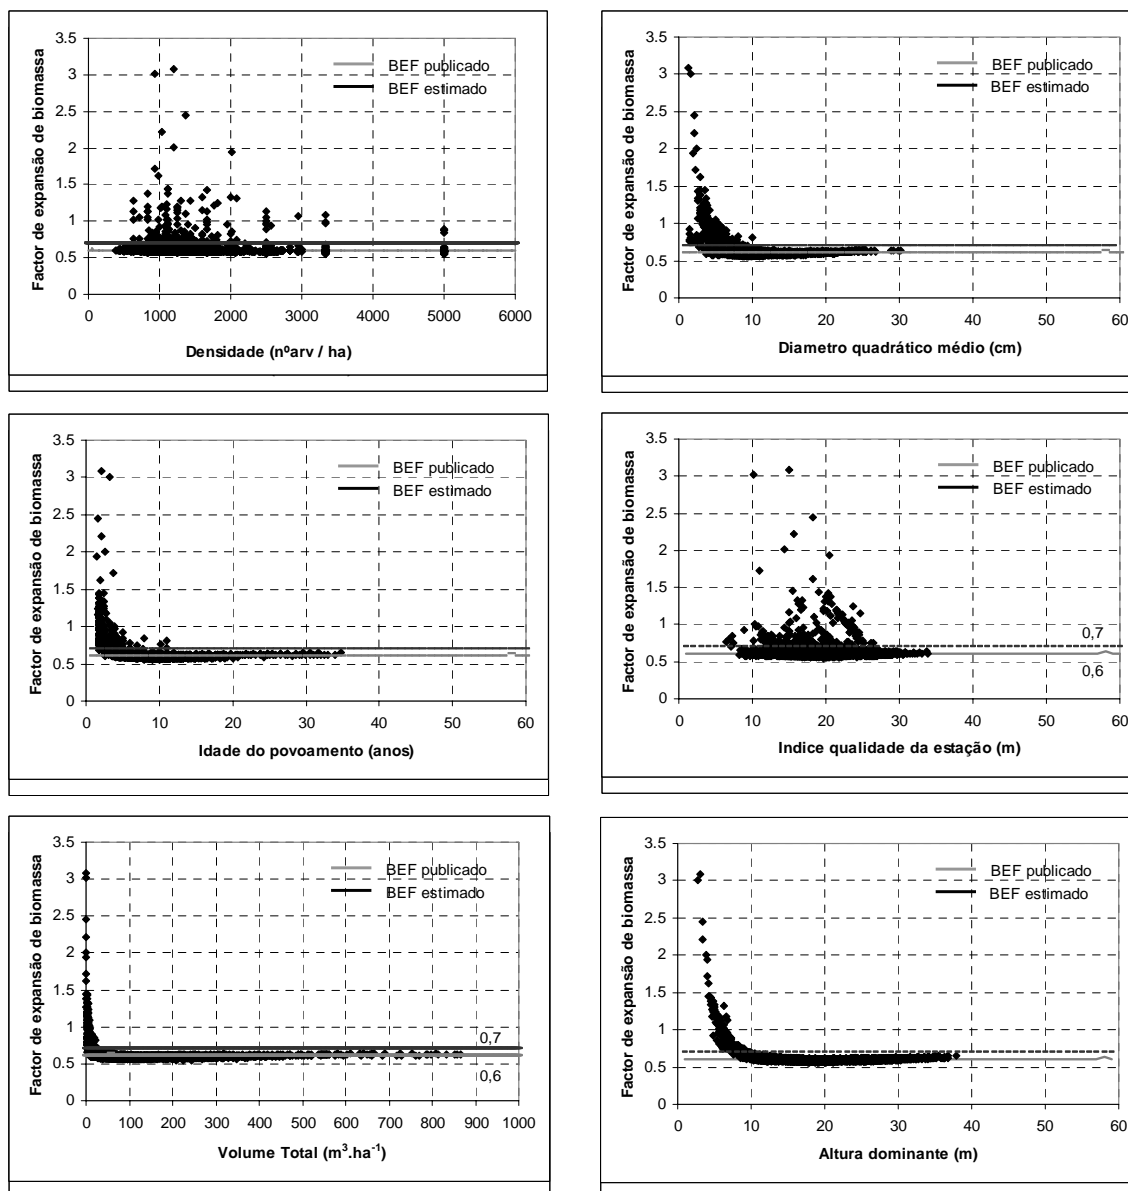 3.5
3
2.5
2
1.5
1
0.5
0
Factor de expansão de biomassa
BEF publicado
BEF estimado
0 1000 2000 3000 4000 5000 6000
Densidade (nºarv / ha)
3.5
3
2.5
2
1.5
1
0.5
0
Factor de expansão de biomassa
BEF publicado
BEF estimado
0 10 20 30 40 50 60
Diametro quadrático médio (cm)
3.5
3
2.5
2
1.5
1
0.5
0
Factor de expansão de biomassa
BEF publicado
BEF estimado
0 10 20 30 40 50 60
Idade do povoamento (anos)
3.5
3
2.5
2
1.5
1
0.5
0
Factor de expansão de biomassa
BEF publicado
BEF estimado
0,7
0,6
0 10 20 30 40 50 60
Indice qualidade da estação (m)
3.5
3
2.5
2
1.5
1
0.5
0
Factor de expansão de biomassa
BEF publicado
BEF estimado
0,7
0,6
0 100 200 300 400 500 600 700 800 900 1000
Volume Total (m³.ha⁻¹)
3.5
3
2.5
2
1.5
1
0.5
0
Factor de expansão de biomassa
BEF publicado
BEF estimado
0 10 20 30 40 50 60
Altura dominante (m)